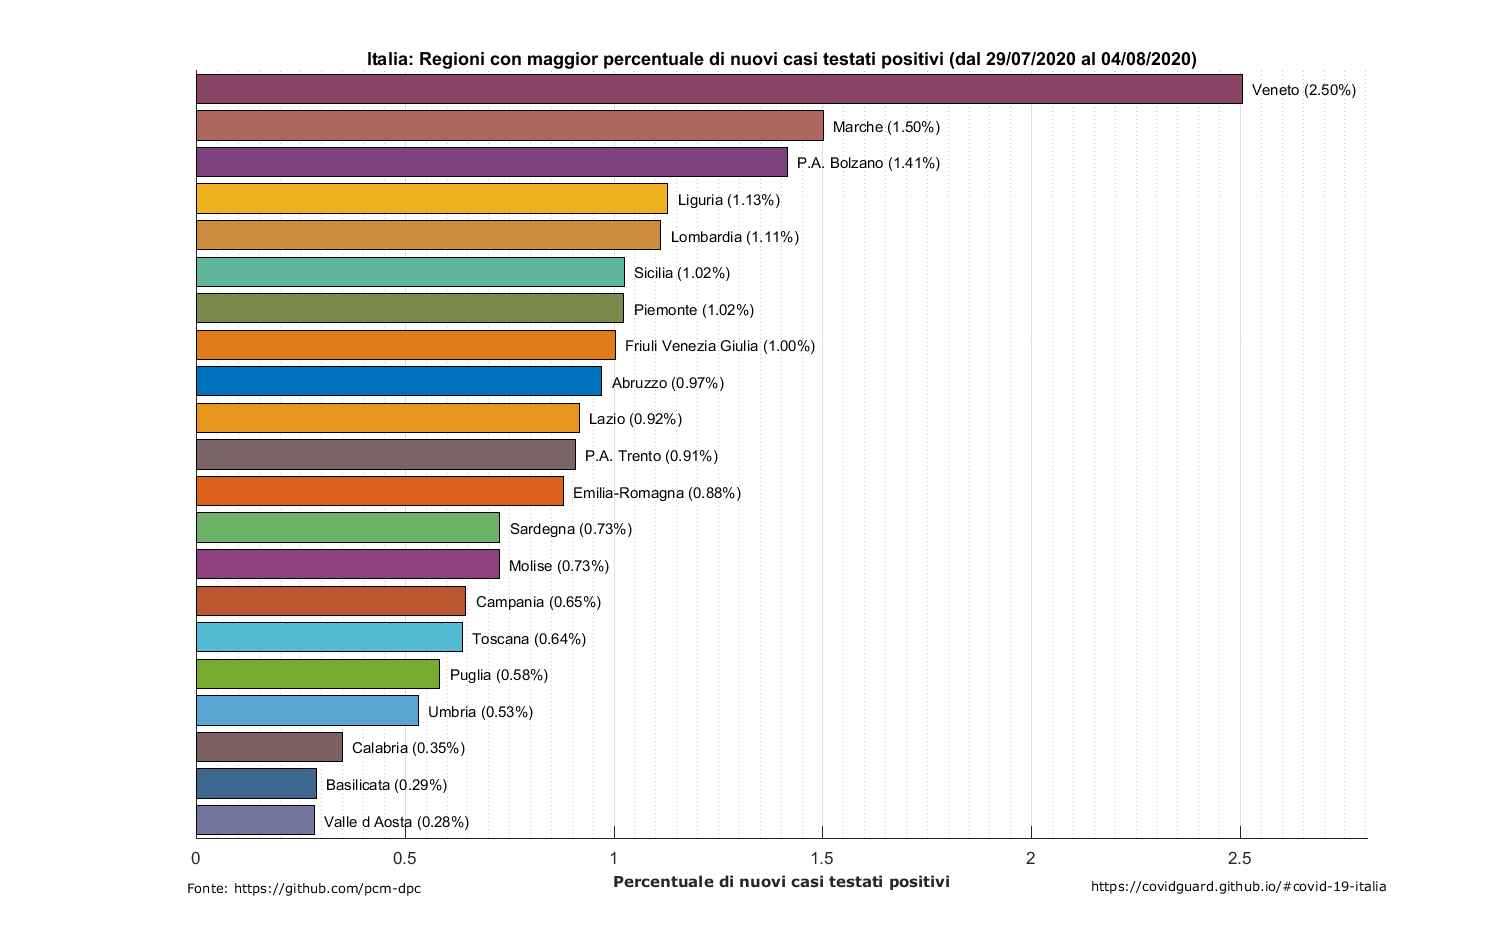 Italia: Regioni con maggior percentuale di nuovi casi testati positivi (dal 29/07/2020 al 04/08/2020)
Veneto (2.50%)
Marche (1.50%)
P.A. Bolzano (1.41%)
Liguria (1.13%)
Lombardia (1.11%)
Sicilia (1.02%)
Piemonte (1.02%)
Friuli Venezia Giulia (1.00%)
Abruzzo (0.97%)
Lazio (0.92%)
P.A. Trento (0.91%)
Emilia-Romagna (0.88%)
Sardegna (0.73%)
Molise (0.73%)
Campania (0.65%)
Toscana (0.64%)
Puglia (0.58%)
Umbria (0.53%)
Calabria (0.35%)
Basilicata (0.29%)
Valle d Aosta (0.28%)
0 0.5 1 1.5 2 2.5
Percentuale di nuovi casi testati positivi
Fonte: https://github.com/pcm-dpc
https://covidguard.github.io/#covid-19-italia